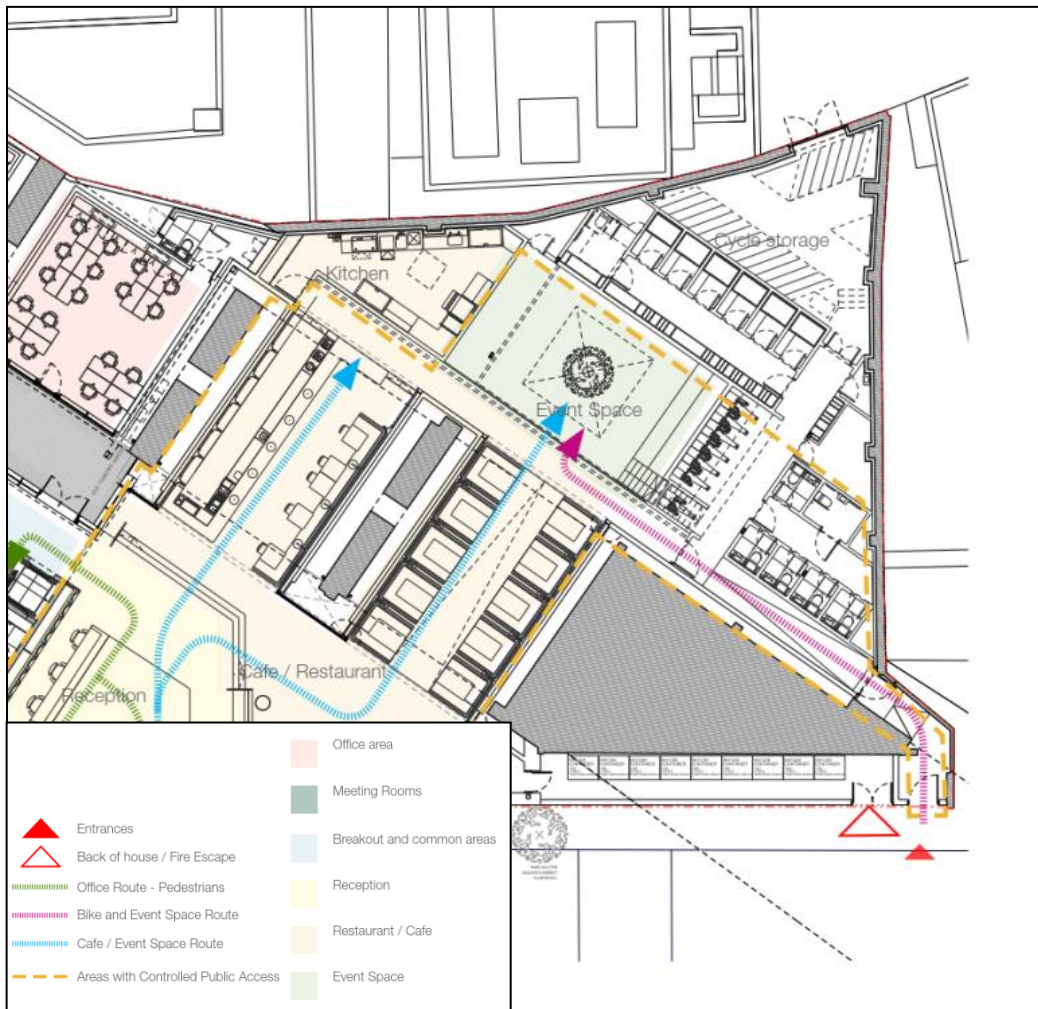 Cycle storage
Kitchen
Event Space
Cafe / Restaurant
Reception
Office area
Meeting Rooms
Entrances
Breakout and common areas
Back of house / Fire Escape
Office Route - Pedestrians
Reception
Bike and Event Space Route
Restaurant / Cafe
Cafe / Event Space Route
Areas with Controlled Public Access
Event Space